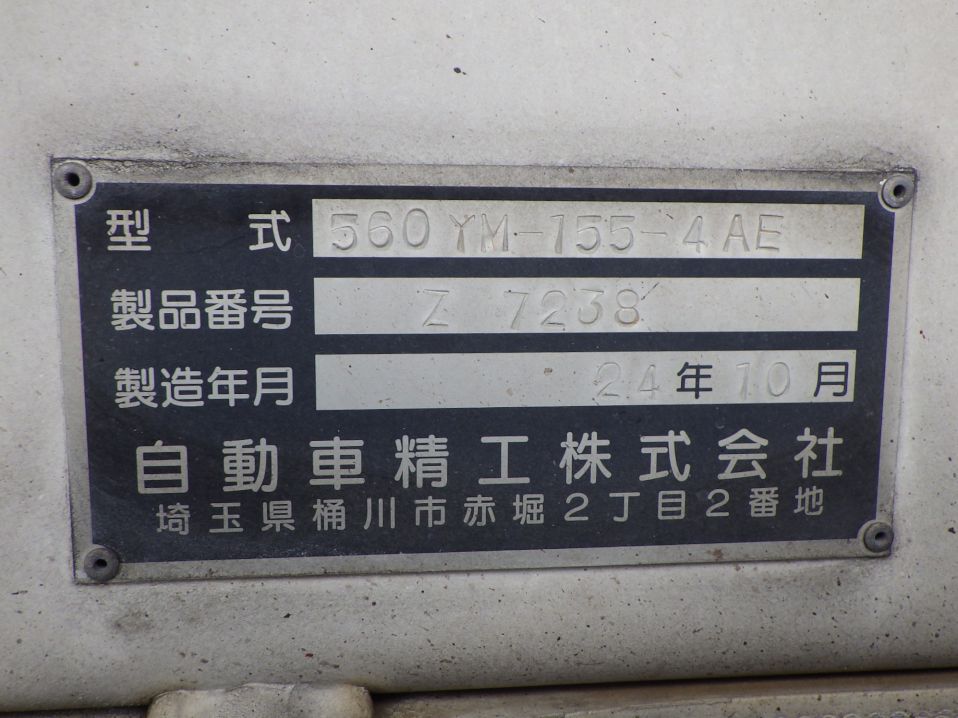 型式 560YM-155-4AE
製品番号 Z 7238
製造年月 24年10月
自動車精工株式会社
埼玉県桶川市赤堀2丁目2番地